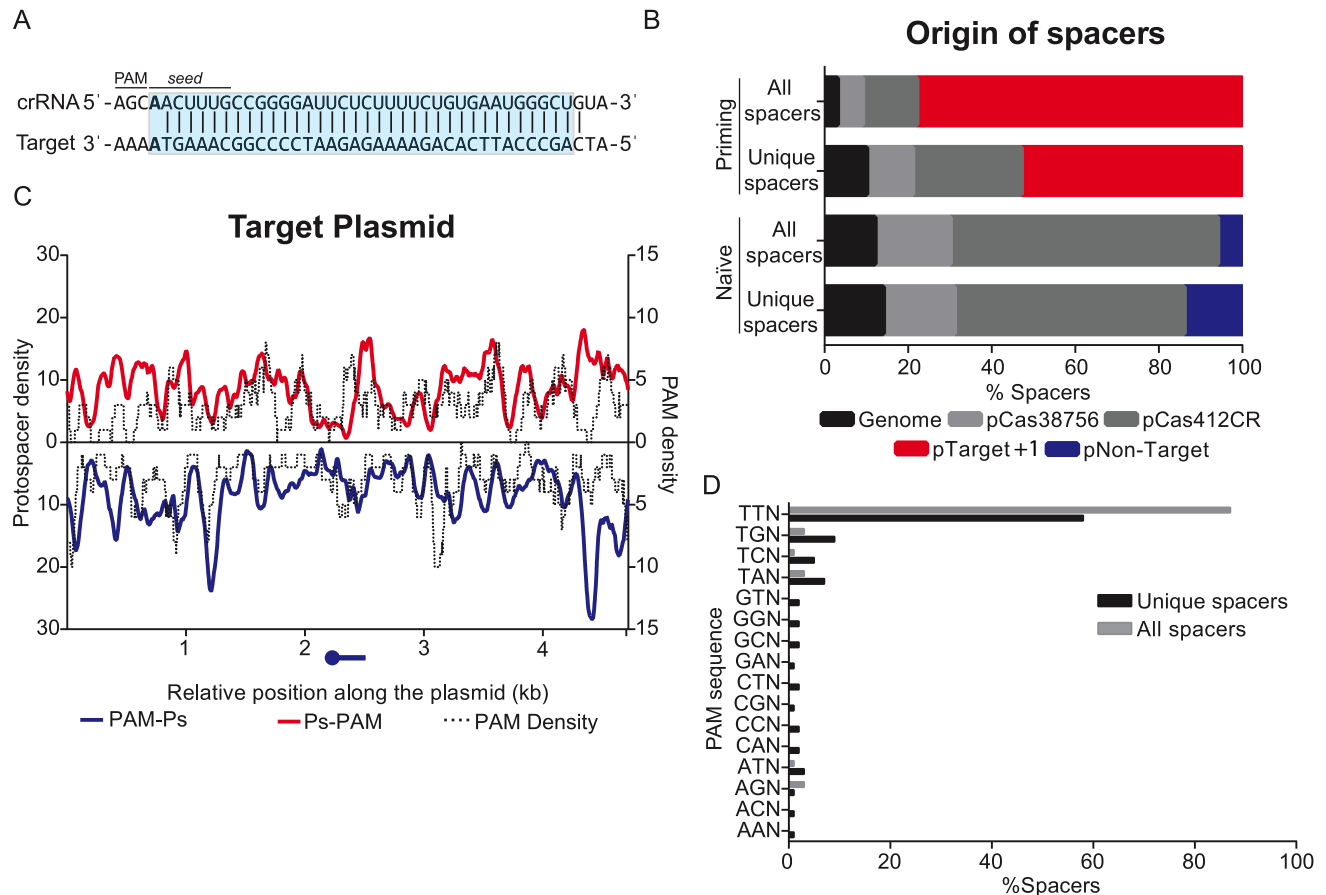 A
PAM seed
crRNA 5'-AGCAACUUUGCCGGGGAUUCUCUUUUCUGUGAAUGGGCUGUA-3'
Target 3'-AAAATGAAACGGCCCCTAAGAGAAAAGACACTTACCCGACTA-5'
B
Origin of spacers
Priming
All spacers
Unique spacers
Naïve
All spacers
Unique spacers
0 20 40 60 80 100
% Spacers
Genome pCas38756 pCas412CR
pTarget +1 pNon-Target
C
Target Plasmid
Protospacer density
30
20
10
0
10
20
30
PAM density
15
10
5
0
5
10
15
1 2 3 4
Relative position along the plasmid (kb)
PAM-Ps Ps-PAM PAM Density
D
PAM sequence
TTN
TGN
TCN
TAN
GTN
GGN
GCN
GAN
CTN
CGN
CCN
CAN
ATN
AGN
ACN
AAN
Unique spacers
All spacers
0 20 40 60 80 100
%Spacers